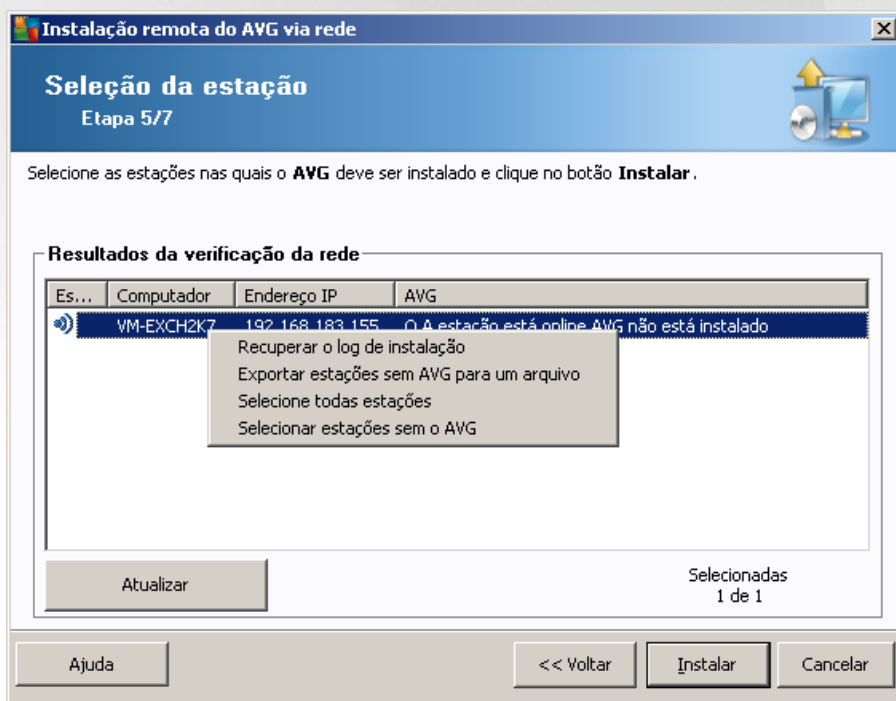 Instalação remota do AVG via rede
Seleção da estação
Etapa 5/7
Selecione as estações nas quais o AVG deve ser instalado e clique no botão Instalar.
Resultados da verificação da rede
Es... Computador Endereço IP AVG
VM-EXCH2K7 192.168.183.155 O A estação está online AVG não está instalado
Recuperar o log de instalação
Exportar estações sem AVG para um arquivo
Selecione todas estações
Selecionar estações sem o AVG
Atualizar
Selecionadas
1 de 1
Ajuda << Voltar Instalar Cancelar